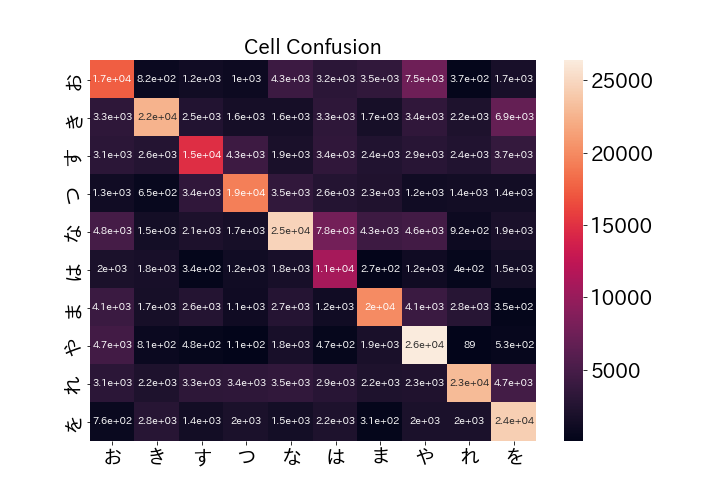 Cell Confusion
お 1.7e+04 8.2e+02 1.2e+03 1e+03 4.3e+03 3.2e+03 3.5e+03 7.5e+03 3.7e+02 1.7e+03
き 3.3e+03 2.2e+04 2.5e+03 1.6e+03 1.6e+03 3.3e+03 1.7e+03 3.4e+03 2.2e+03 6.9e+03
す 3.1e+03 2.6e+03 1.5e+04 4.3e+03 1.9e+03 3.4e+03 2.4e+03 2.9e+03 2.4e+03 3.7e+03
つ 1.3e+03 6.5e+02 3.4e+03 1.9e+04 3.5e+03 2.6e+03 2.3e+03 1.2e+03 1.4e+03 1.4e+03
な 4.8e+03 1.5e+03 2.1e+03 1.7e+03 2.5e+04 7.8e+03 4.3e+03 4.6e+03 9.2e+02 1.9e+03
は 2e+03 1.8e+03 3.4e+02 1.2e+03 1.8e+03 1.1e+04 2.7e+02 1.2e+03 4e+02 1.5e+03
ま 4.1e+03 1.7e+03 2.6e+03 1.1e+03 2.7e+03 1.2e+03 2e+04 4.1e+03 2.8e+03 3.5e+02
や 4.7e+03 8.1e+02 4.8e+02 1.1e+02 1.8e+03 4.7e+02 1.9e+03 2.6e+04 89 5.3e+02
れ 3.1e+03 2.2e+03 3.3e+03 3.4e+03 3.5e+03 2.9e+03 2.2e+03 2.3e+03 2.3e+04 4.7e+03
を 7.6e+02 2.8e+03 1.4e+03 2e+03 1.5e+03 2.2e+03 3.1e+02 2e+03 2e+03 2.4e+04
お き す つ な は ま や れ を
25000
20000
15000
10000
5000